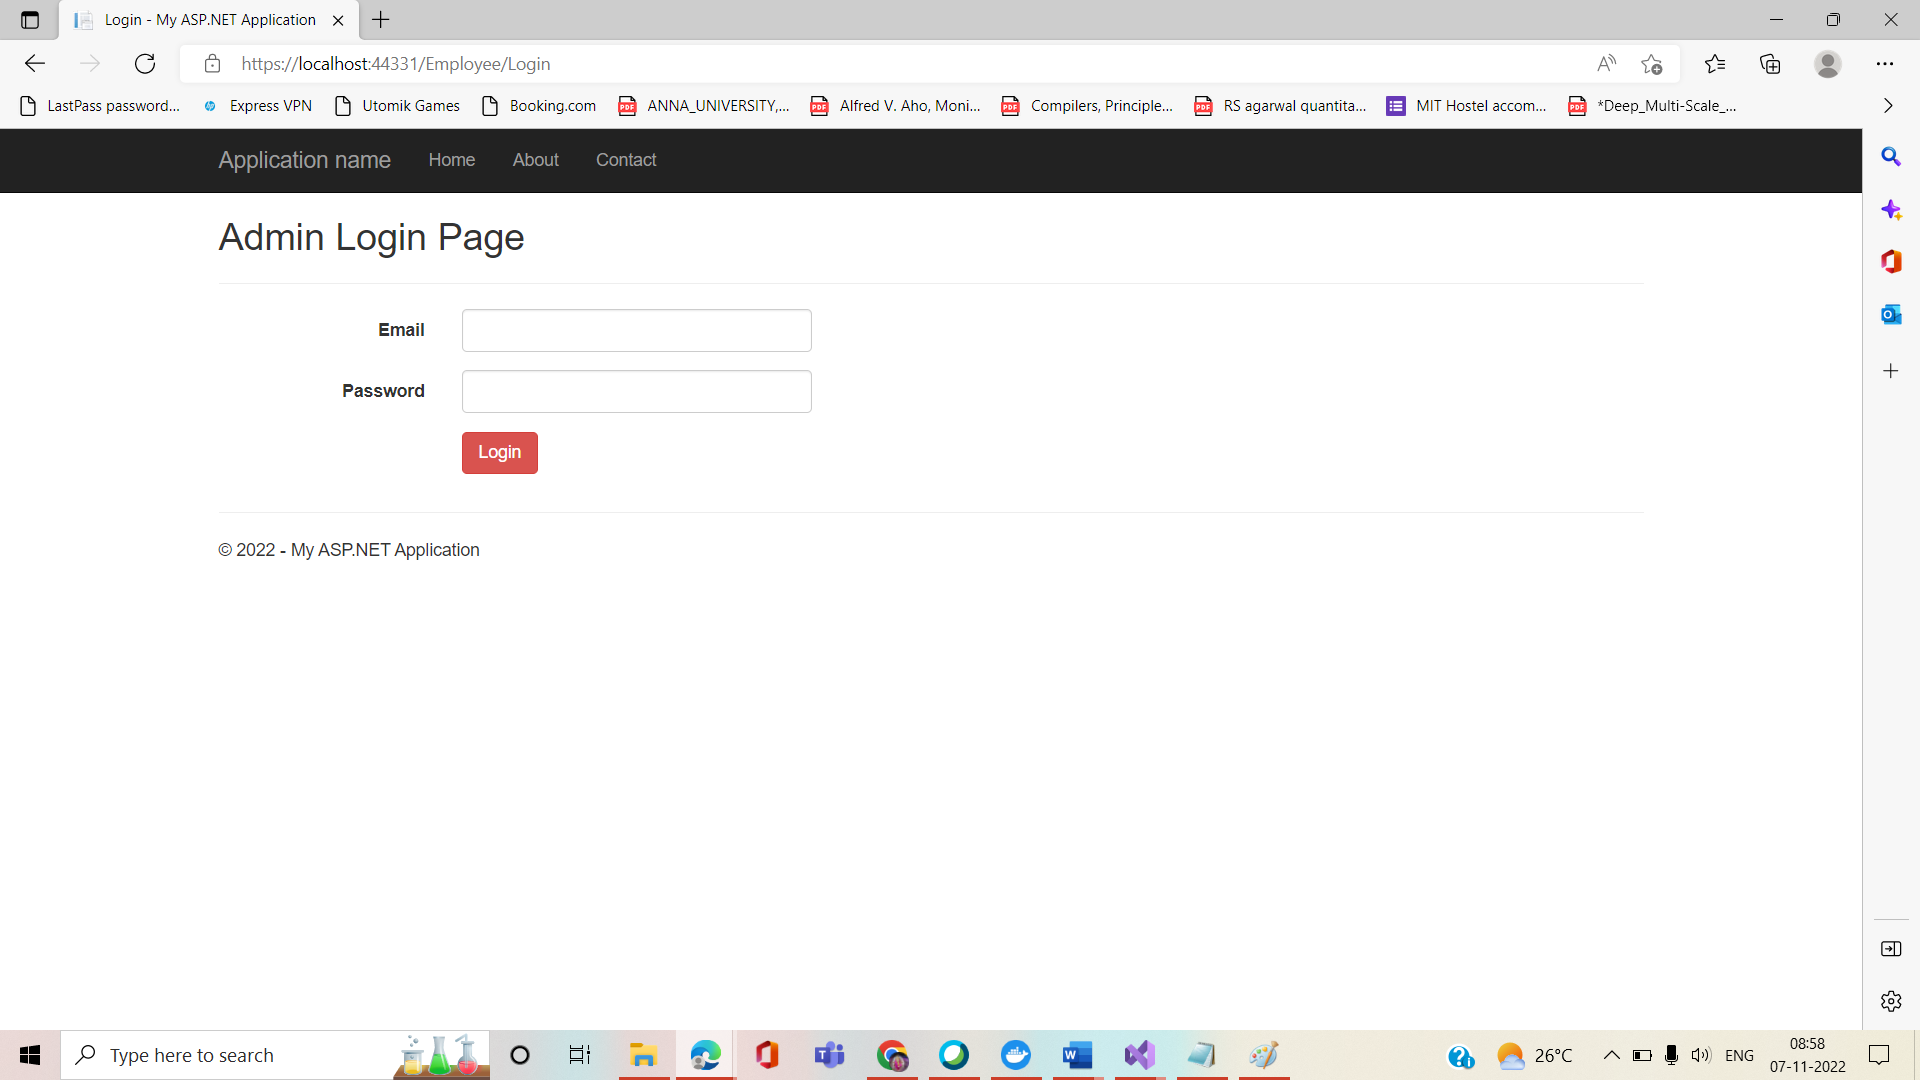 Login - My ASP.NET Application
https://localhost:44331/Employee/Login
LastPass password... Express VPN Utomik Games Booking.com ANNA_UNIVERSITY,... Alfred V. Aho, Moni... Compilers, Principle... RS agarwal quantita... MIT Hostel accom... *Deep_Multi-Scale_...
Application name Home About Contact
Admin Login Page
Email
Password
Login
© 2022 - My ASP.NET Application
Type here to search
26°C
ENG
08:58
07-11-2022